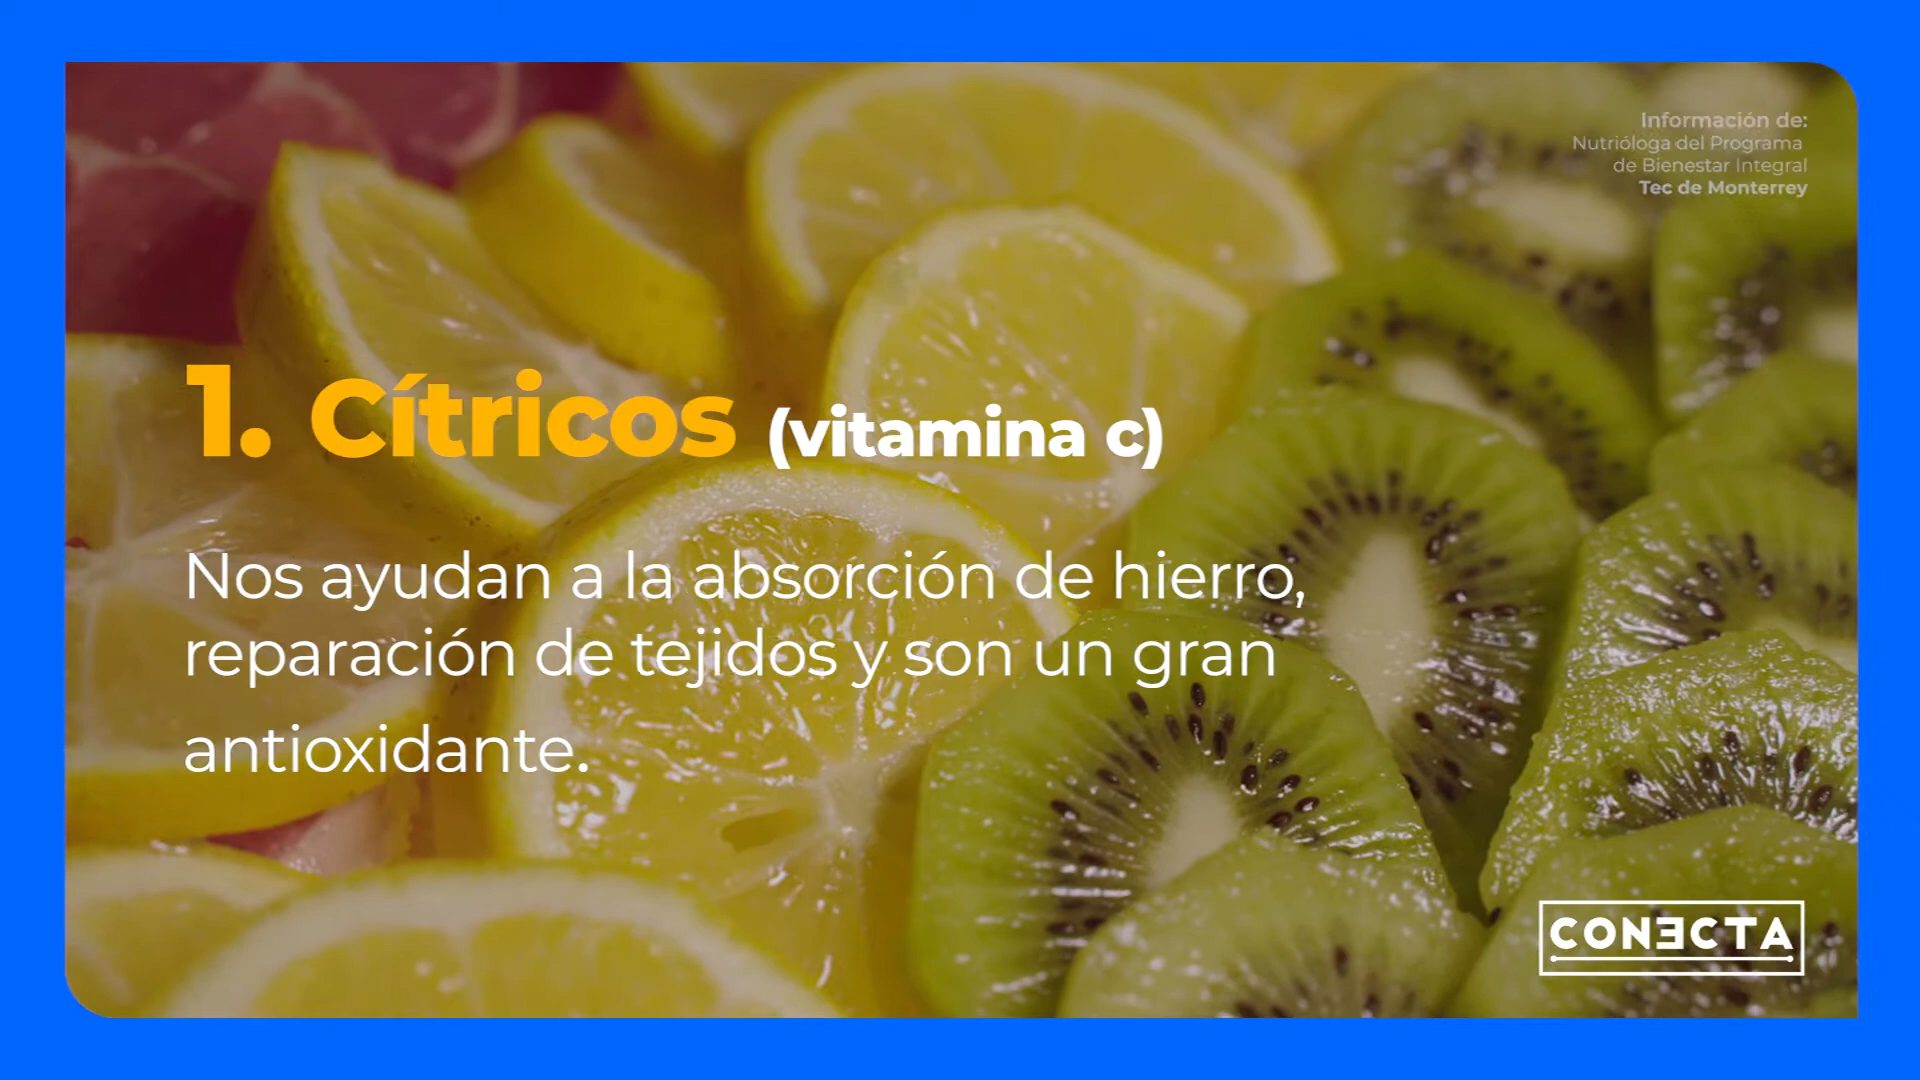 Información de:
Nutrióloga del Programa
de Bienestar Integral
Tec de Monterrey
1. Cítricos (vitamina c)
Nos ayudan a la absorción de hierro,
reparación de tejidos y son un gran
antioxidante.
CONECTA